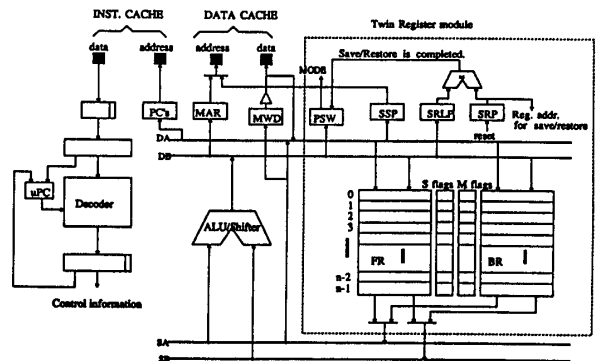 INST. CACHE
DATA CACHE
Twin Register module
data
address
address
data
Save/Restore is completed.
MODE
PC's
MAR
MWD
PSW
SSP
SRLP
SRP
Reg. addr.
for save/restore
reset
DA
DB
μPC
Decoder
ALU/Shifter
S flags
M flags
0
1
2
3
FR
BR
n-2
n-1
Control information
SA
SB